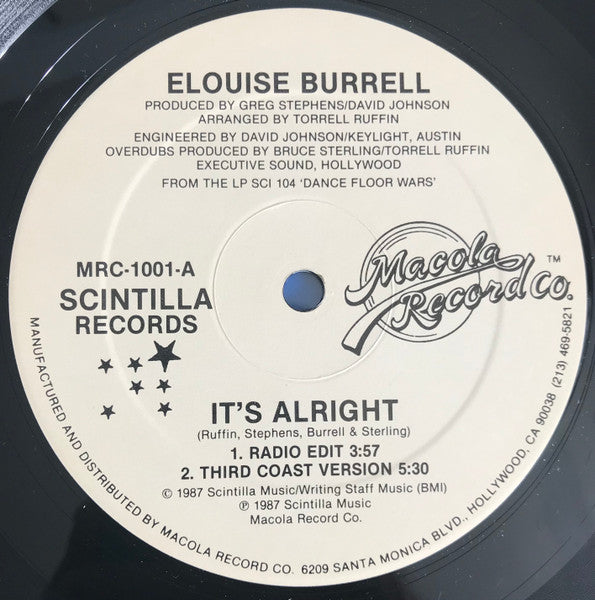 ELOUISE BURRELL
PRODUCED BY GREG STEPHENS/DAVID JOHNSON
ARRANGED BY TORRELL RUFFIN
ENGINEERED BY DAVID JOHNSON/KEYLIGHT, AUSTIN
OVERDUBS PRODUCED BY BRUCE STERLING/TORRELL RUFFIN
EXECUTIVE SOUND, HOLLYWOOD
FROM THE LP SCI 104 'DANCE FLOOR WARS'
MRC-1001-A
SCINTILLA
RECORDS
Macola
Record Co.
TM
IT'S ALRIGHT
(Ruffin, Stephens, Burrell & Sterling)
1. RADIO EDIT 3:57
2. THIRD COAST VERSION 5:30
© 1987 Scintilla Music/Writing Staff Music (BMI)
℗ 1987 Scintilla Music
Macola Record Co.
MANUFACTURED AND DISTRIBUTED BY MACOLA RECORD CO. 6209 SANTA MONICA BLVD., HOLLYWOOD, CA 90038 (213) 469-5821